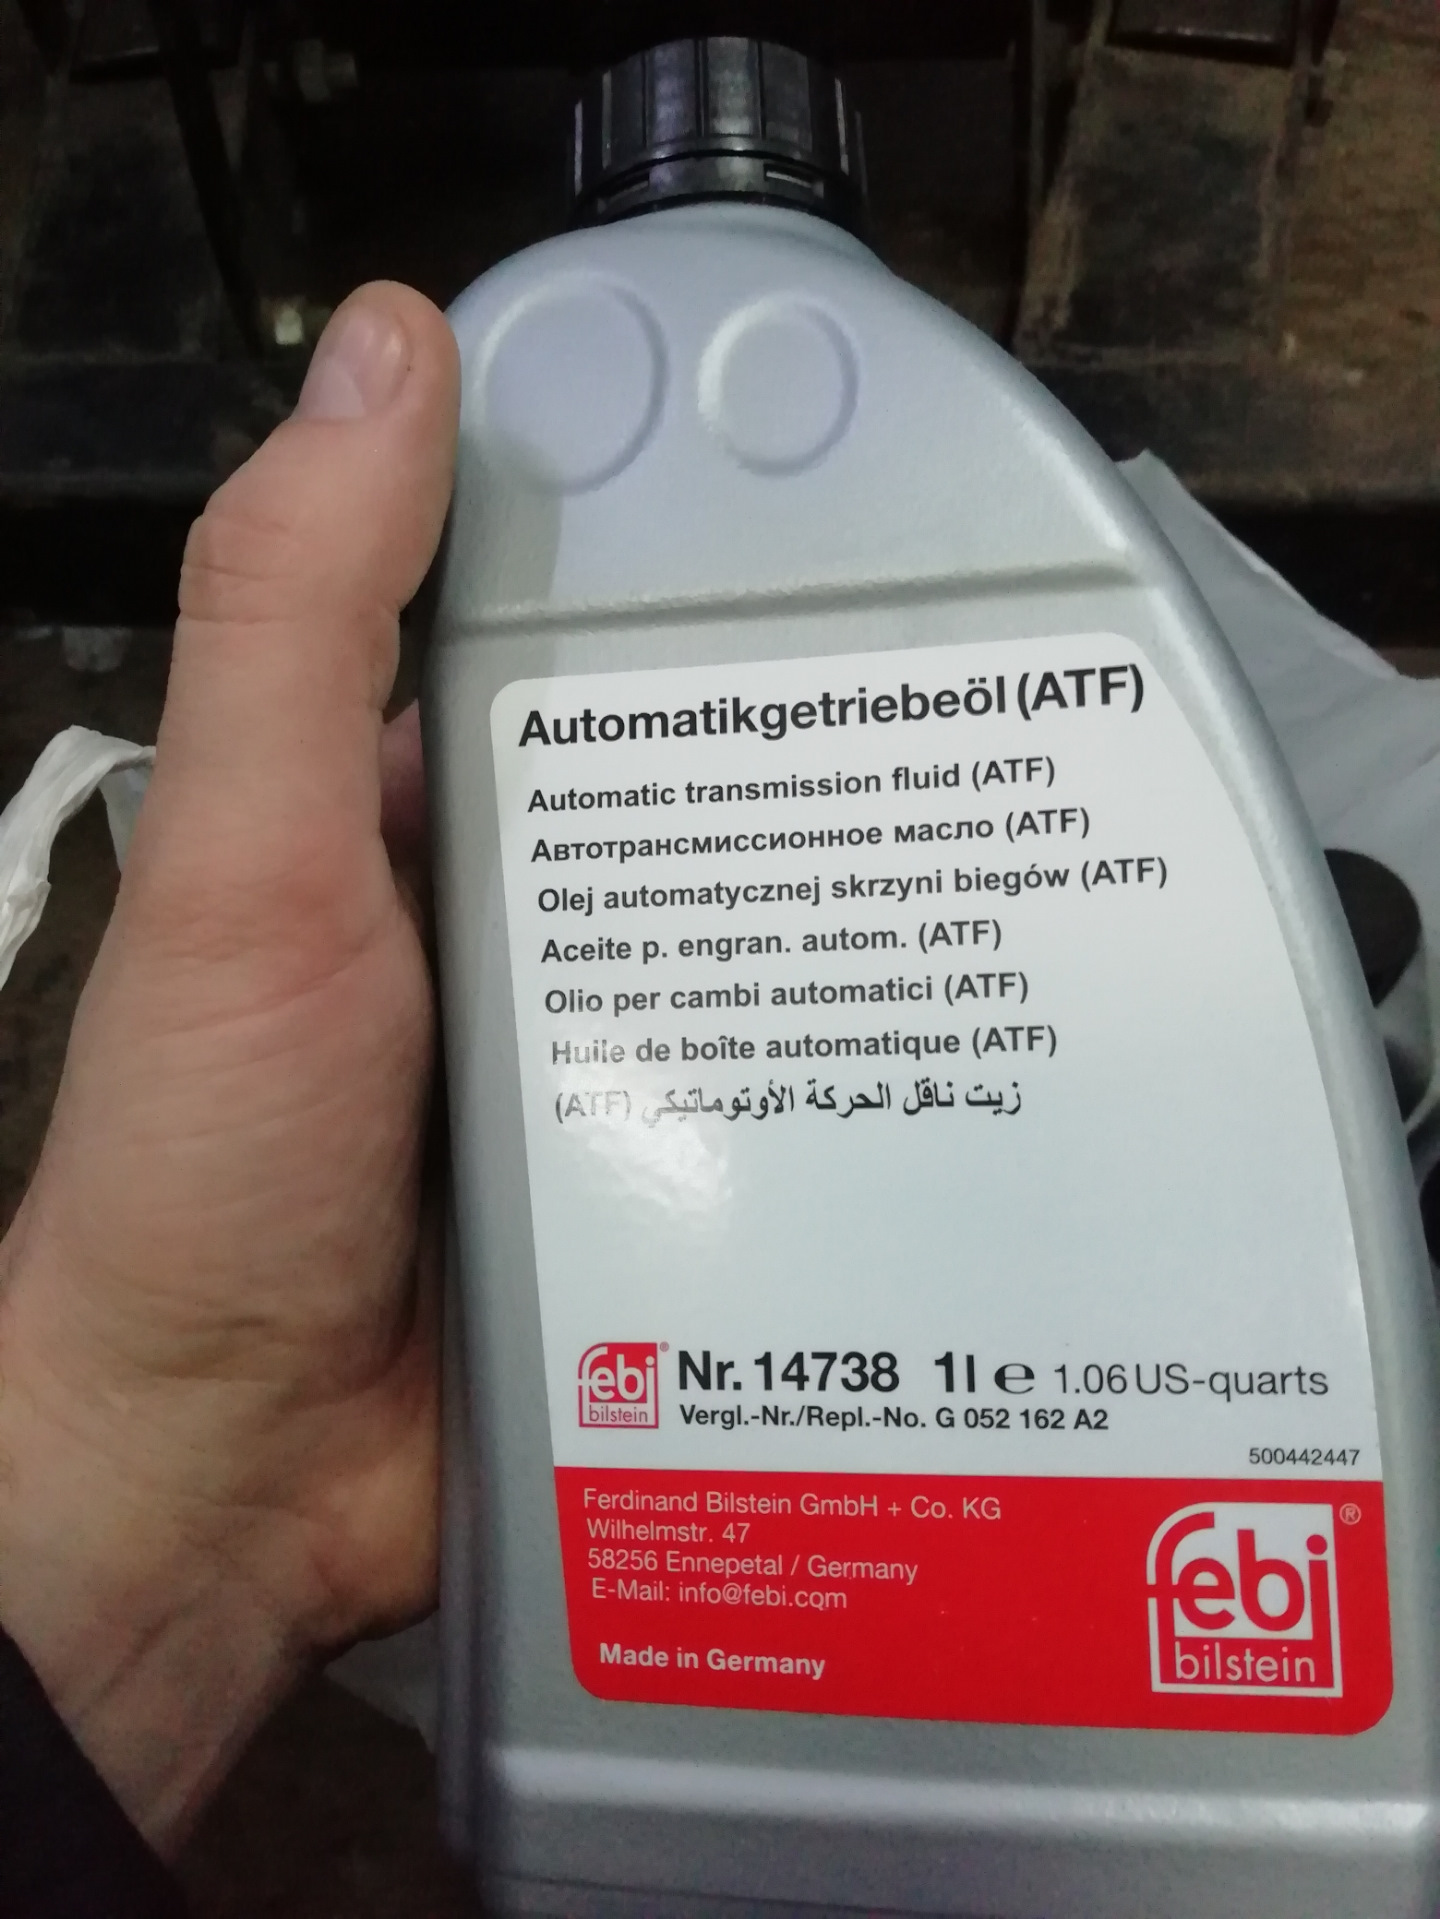 Automatikgetriebeöl (ATF)
Automatic transmission fluid (ATF)
Автотрансмиссионное масло (ATF)
Olej automatycznej skrzyni biegów (ATF)
Aceite p. engran. autom. (ATF)
Olio per cambi automatici (ATF)
Huile de boîte automatique (ATF)
زيت ناقل الحركة الأوتوماتيكي (ATF)
febi® Nr. 14738 1l e 1.06 US-quarts
bilstein Vergl.-Nr./Repl.-No. G 052 162 A2
500442447
Ferdinand Bilstein GmbH + Co. KG
Wilhelmstr. 47
58256 Ennepetal / Germany
E-Mail: info@febi.com
Made in Germany
febi®
bilstein